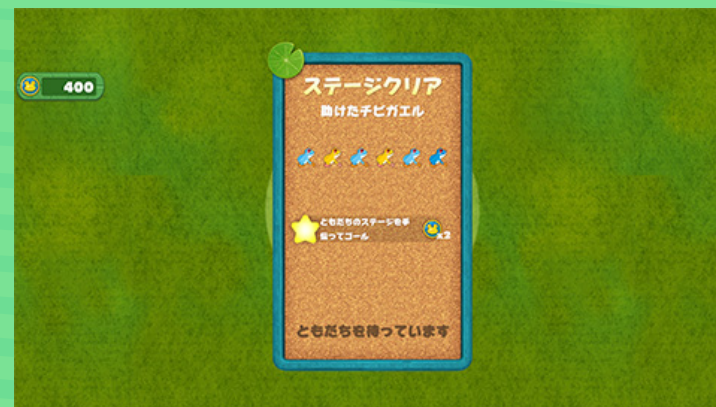 400
ステージクリア
助けたチビガエル
ともだちのステージを手
伝ってゴール
x2
ともだちを待っています